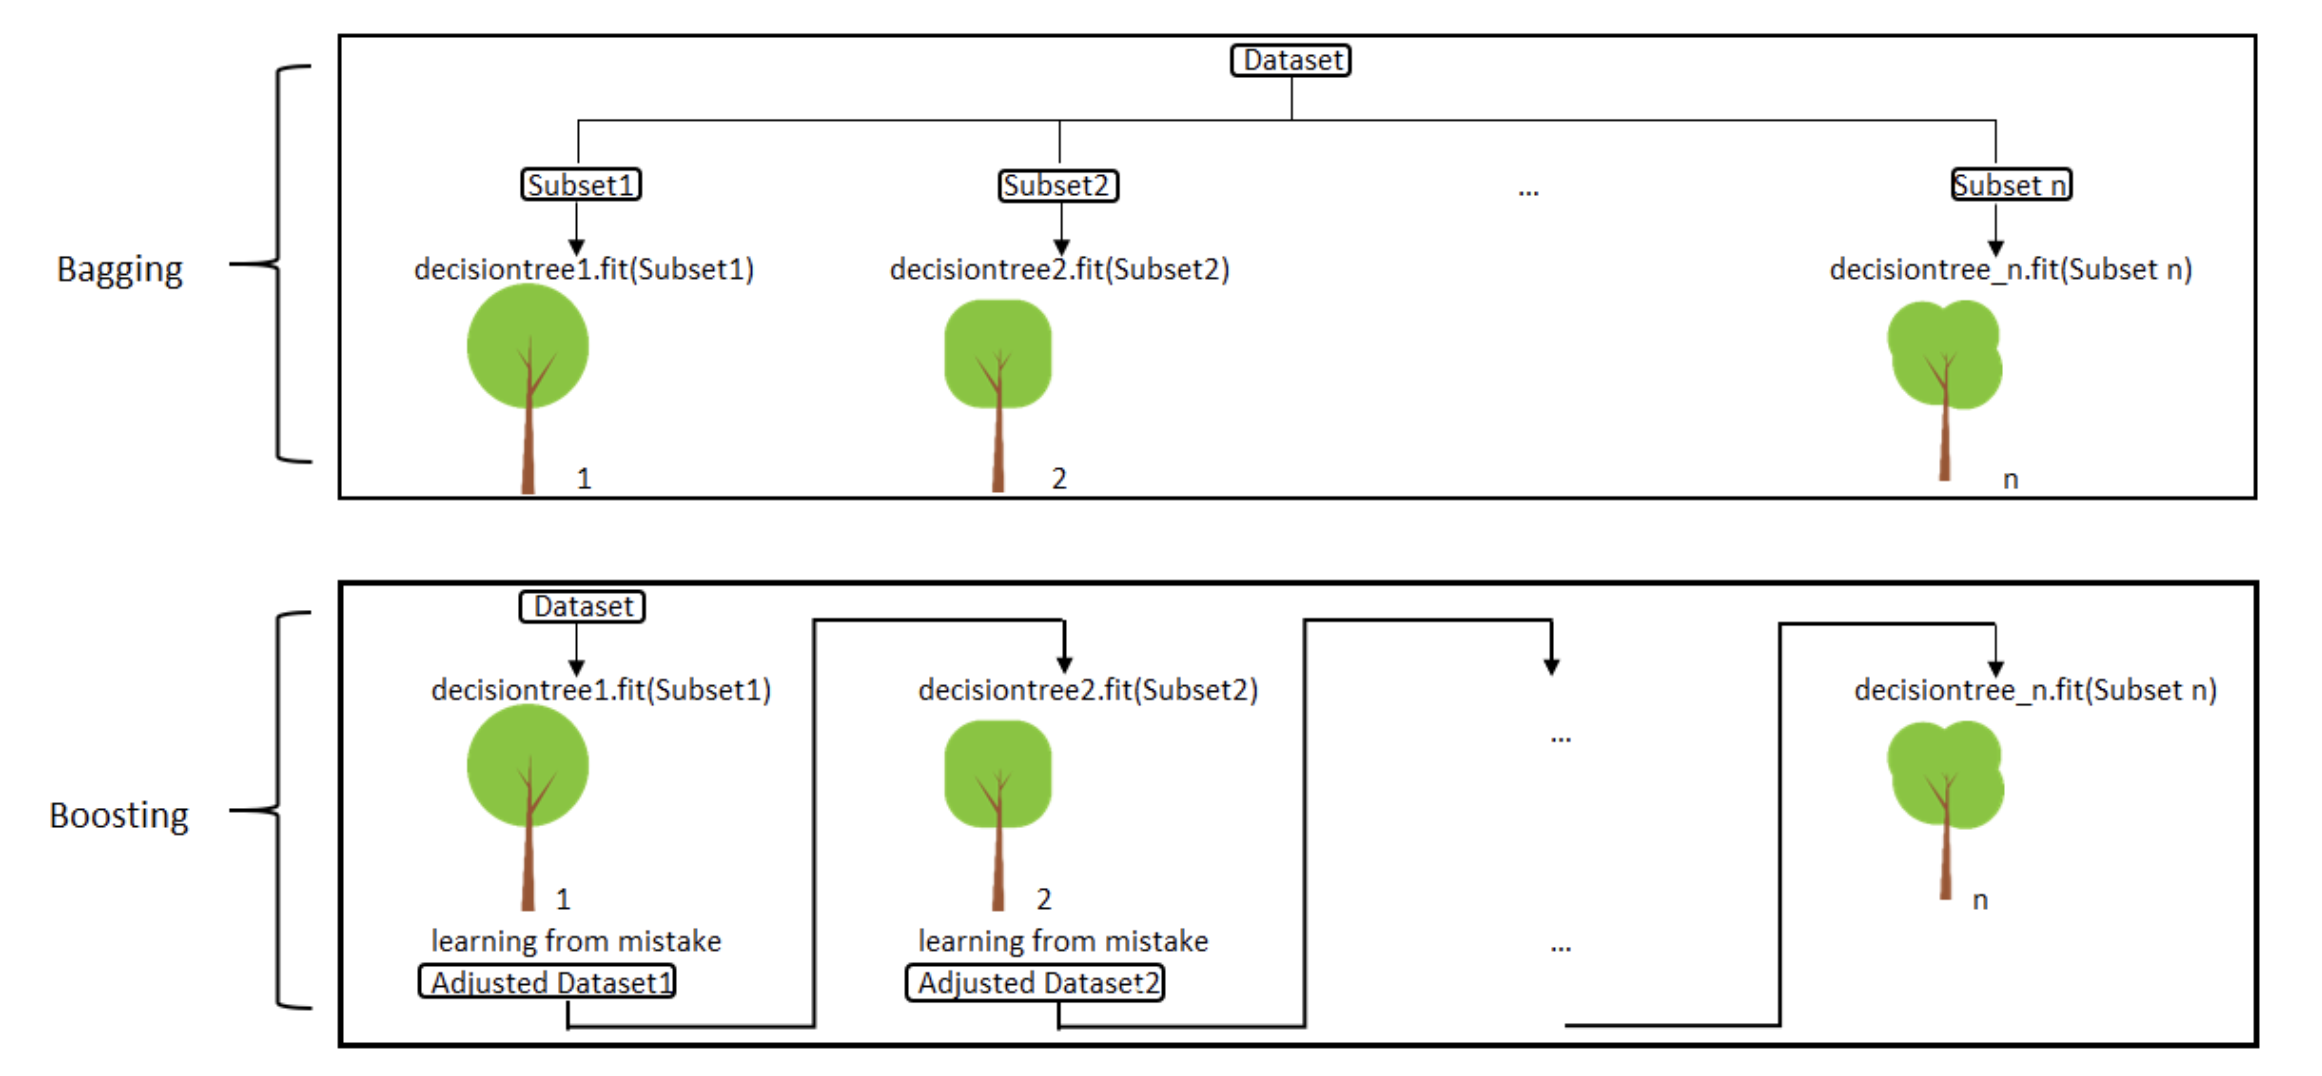 Dataset
Subset1 Subset2 ... Subset n
Bagging
decisiontree1.fit(Subset1) decisiontree2.fit(Subset2) decisiontree_n.fit(Subset n)
1 2 n
Dataset
decisiontree1.fit(Subset1) decisiontree2.fit(Subset2) decisiontree_n.fit(Subset n)
...
Boosting
1 2 n
learning from mistake learning from mistake ...
Adjusted Dataset1 Adjusted Dataset2